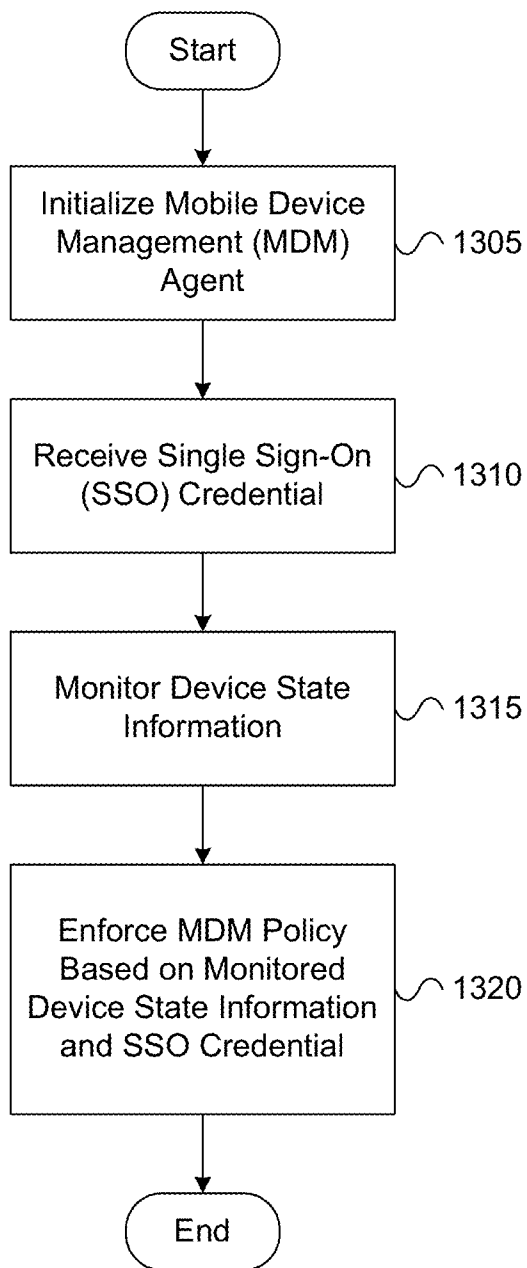 Start
Initialize Mobile Device
Management (MDM)
Agent
1305
Receive Single Sign-On
(SSO) Credential
1310
Monitor Device State
Information
1315
Enforce MDM Policy
Based on Monitored
Device State Information
and SSO Credential
1320
End